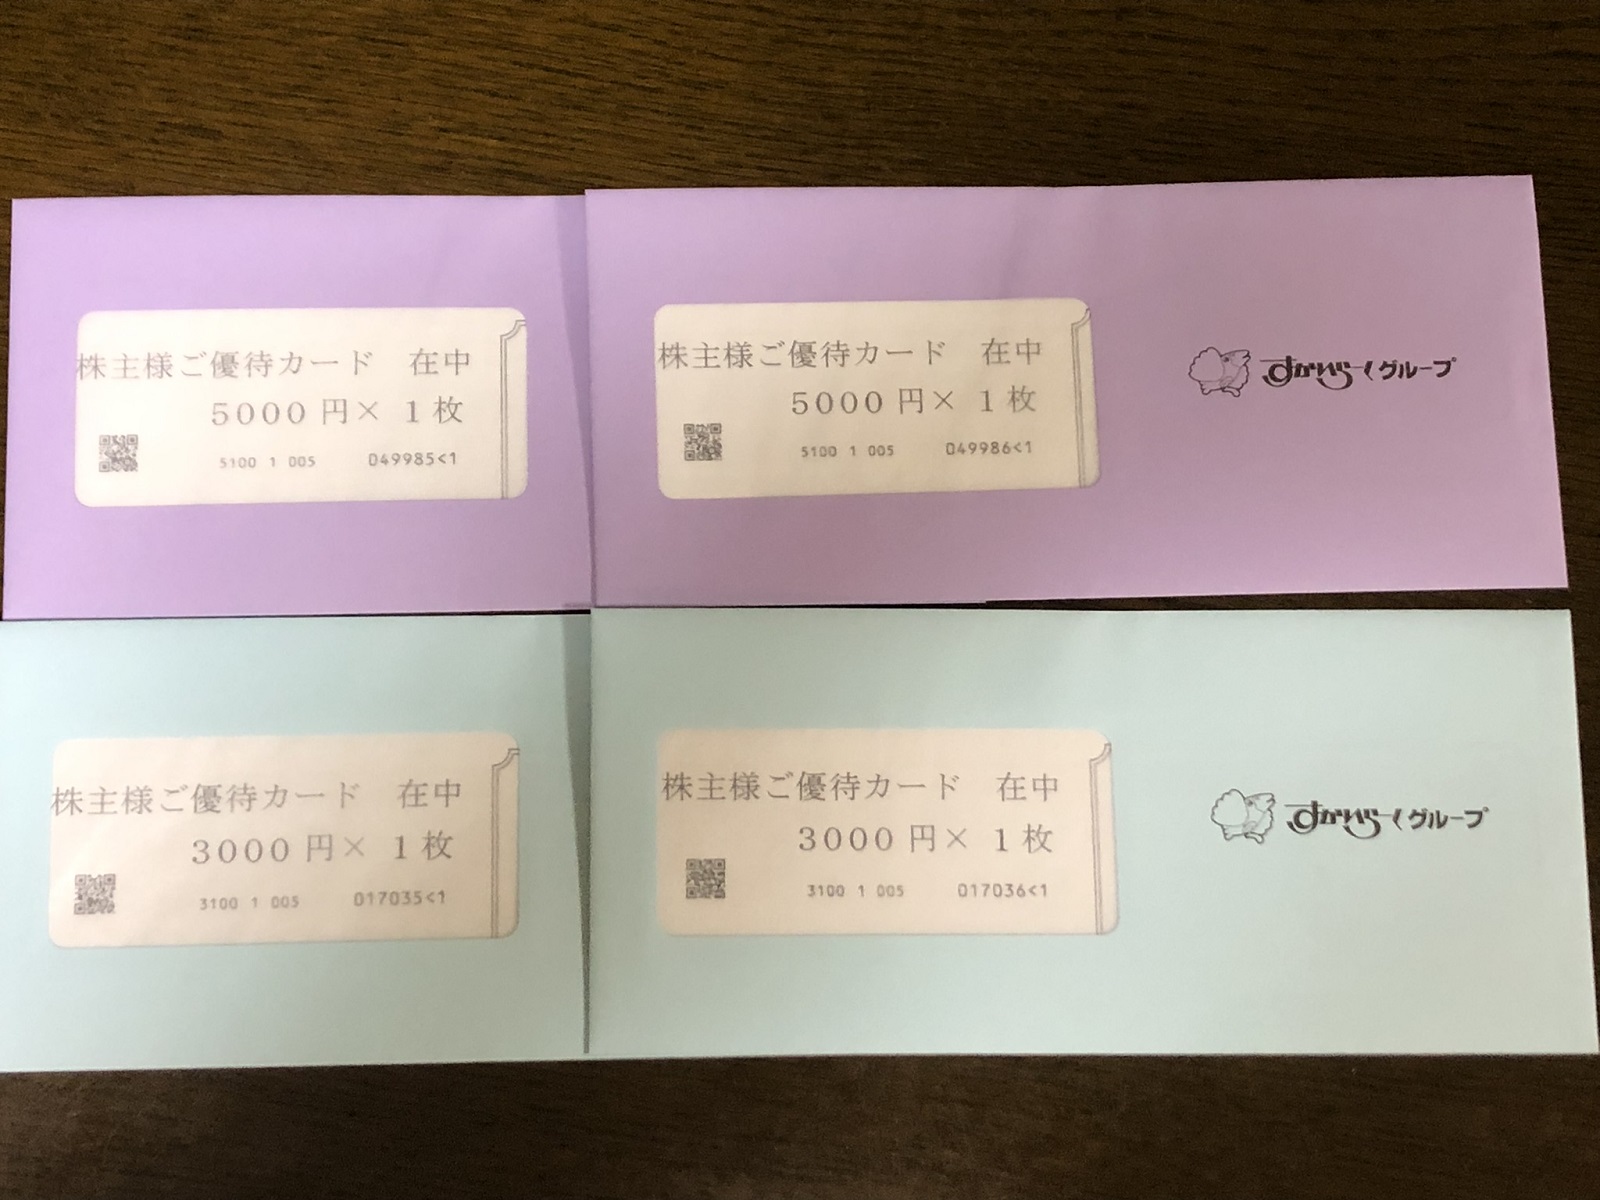 株主様ご優待カード 在中
5000円× 1枚
5100 1 005 049985<1
株主様ご優待カード 在中
5000円× 1枚
5100 1 005 049986<1
すかいらーくグループ
株主様ご優待カード 在中
3000円× 1枚
3100 1 005 017035<1
株主様ご優待カード 在中
3000円× 1枚
3100 1 005 017036<1
すかいらーくグループ